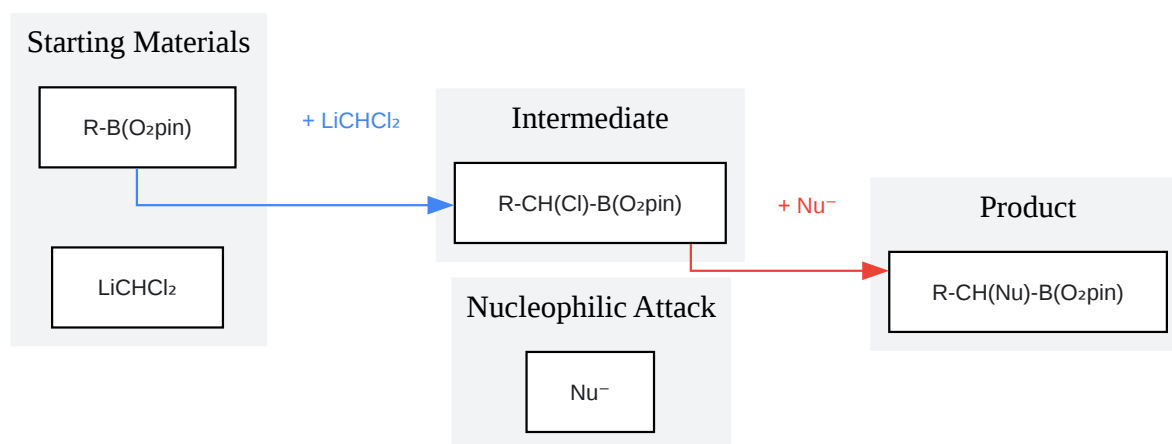 Starting Materials
R-B(O₂pin)
LiCHCl₂
+ LiCHCl₂
Intermediate
R-CH(Cl)-B(O₂pin)
Nucleophilic Attack
Nu⁻
+ Nu⁻
Product
R-CH(Nu)-B(O₂pin)